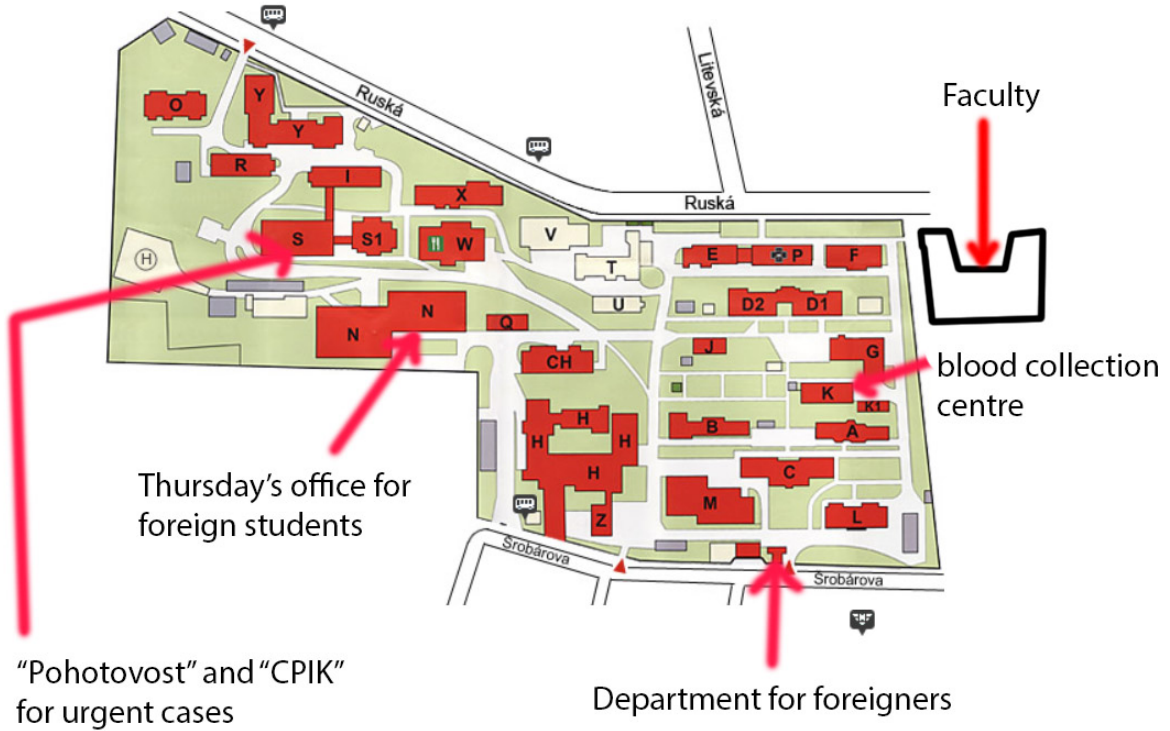 Ruská
Litevská
Faculty
O
Y
Y
R
I
X
Ruská
S
S1
W
V
T
E
P
F
H
U
D2
D1
N
N
Q
J
G
CH
blood collection
centre
K
K1
H
H
H
B
A
H
C
Thursday’s office for
foreign students
M
Z
L
Šrobárova
Šrobárova
“Pohotovost” and “CPIK”
for urgent cases
Department for foreigners